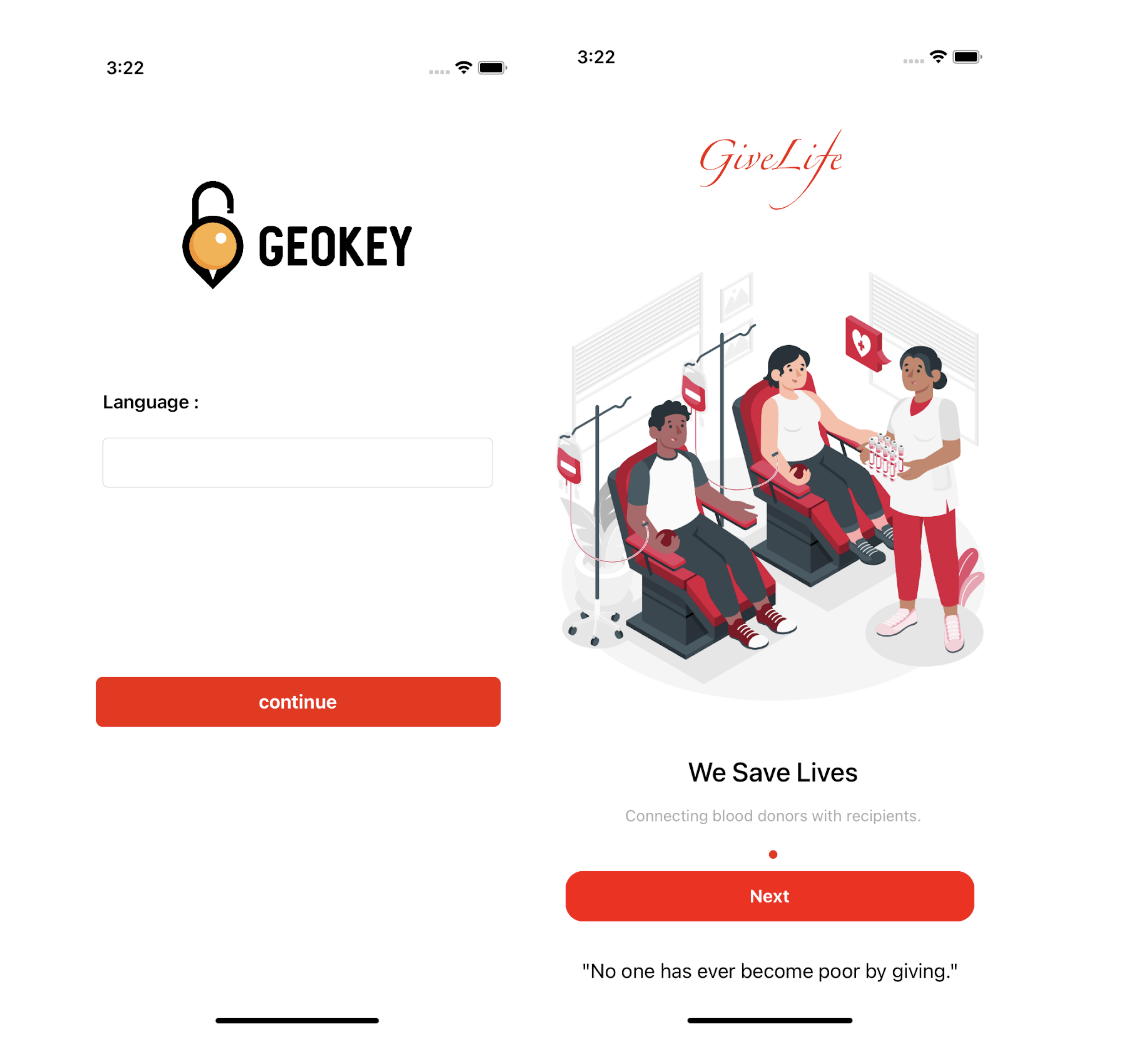 3:22
GEOKEY
Language :
continue
3:22
GiveLife
We Save Lives
Connecting blood donors with recipients.
Next
"No one has ever become poor by giving."